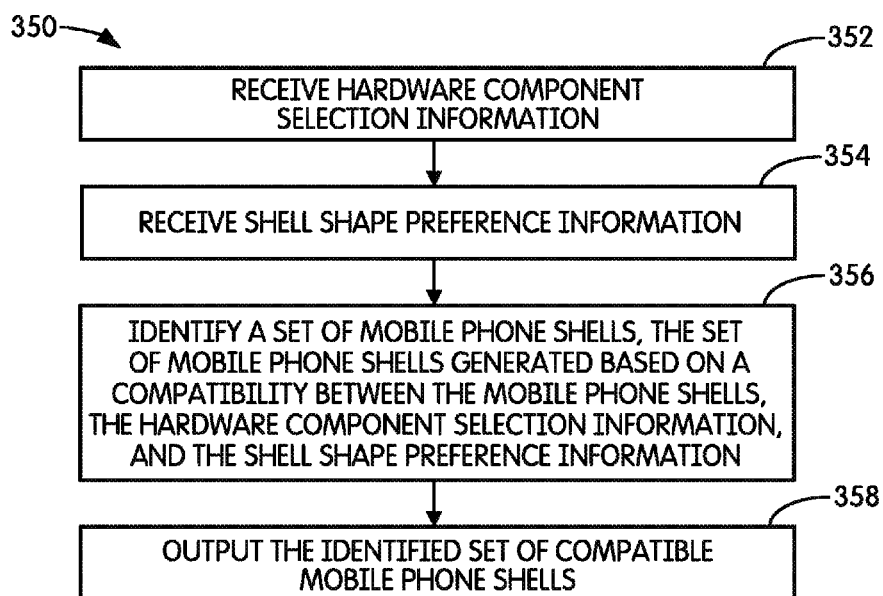 350
352
RECEIVE HARDWARE COMPONENT
SELECTION INFORMATION
354
RECEIVE SHELL SHAPE PREFERENCE INFORMATION
356
IDENTIFY A SET OF MOBILE PHONE SHELLS, THE SET
OF MOBILE PHONE SHELLS GENERATED BASED ON A
COMPATIBILITY BETWEEN THE MOBILE PHONE SHELLS,
THE HARDWARE COMPONENT SELECTION INFORMATION,
AND THE SHELL SHAPE PREFERENCE INFORMATION
358
OUTPUT THE IDENTIFIED SET OF COMPATIBLE
MOBILE PHONE SHELLS